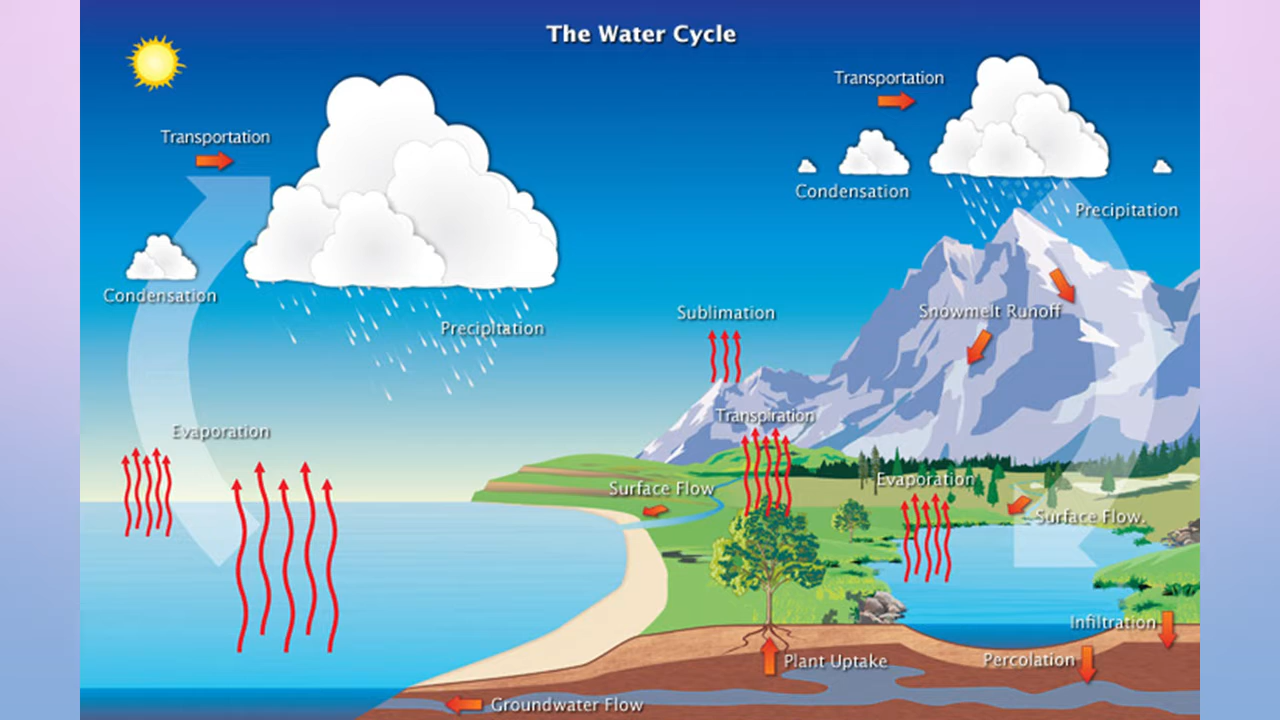 The Water Cycle
Transportation
Transportation
Condensation
Precipitation
Condensation
Precipitation
Sublimation
Snowmelt Runoff
Transpiration
Evaporation
Evaporation
Surface Flow
Surface Flow.
Infiltration
Plant Uptake
Percolation
Groundwater Flow